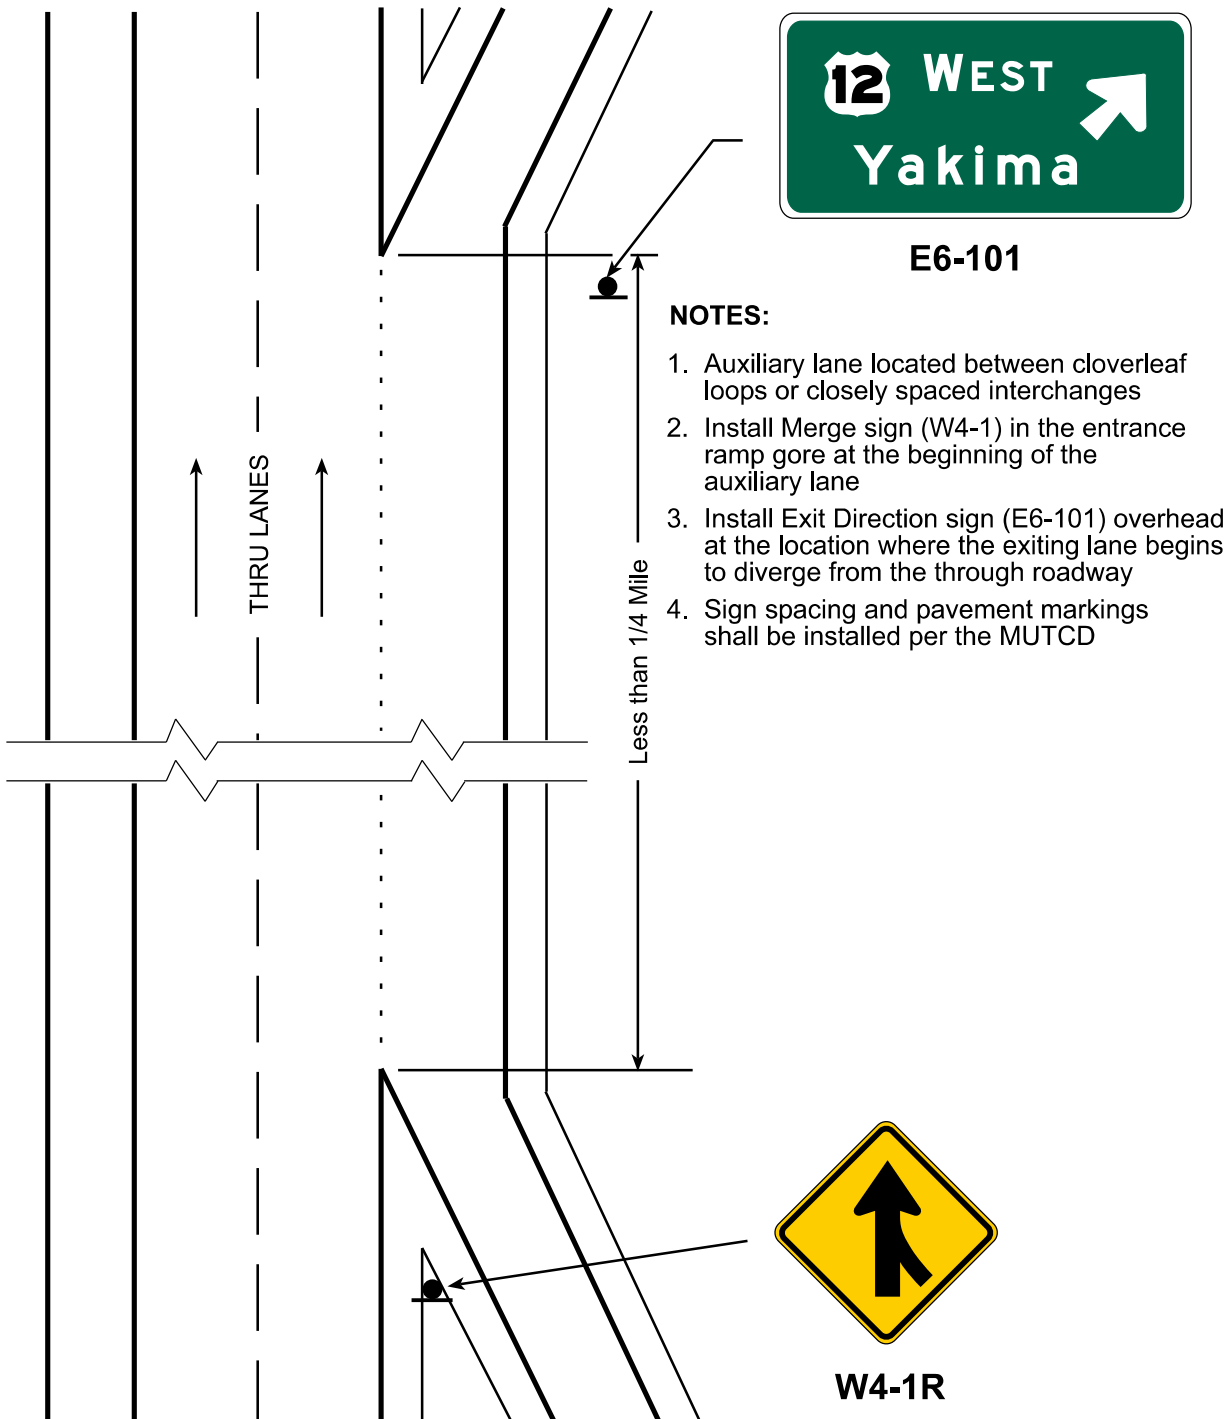 12 WEST
Yakima
E6-101
NOTES:
1. Auxiliary lane located between cloverleaf
loops or closely spaced interchanges
2. Install Merge sign (W4-1) in the entrance
ramp gore at the beginning of the
auxiliary lane
3. Install Exit Direction sign (E6-101) overhead
at the location where the exiting lane begins
to diverge from the through roadway
4. Sign spacing and pavement markings
shall be installed per the MUTCD
THRU LANES
Less than 1/4 Mile
W4-1R